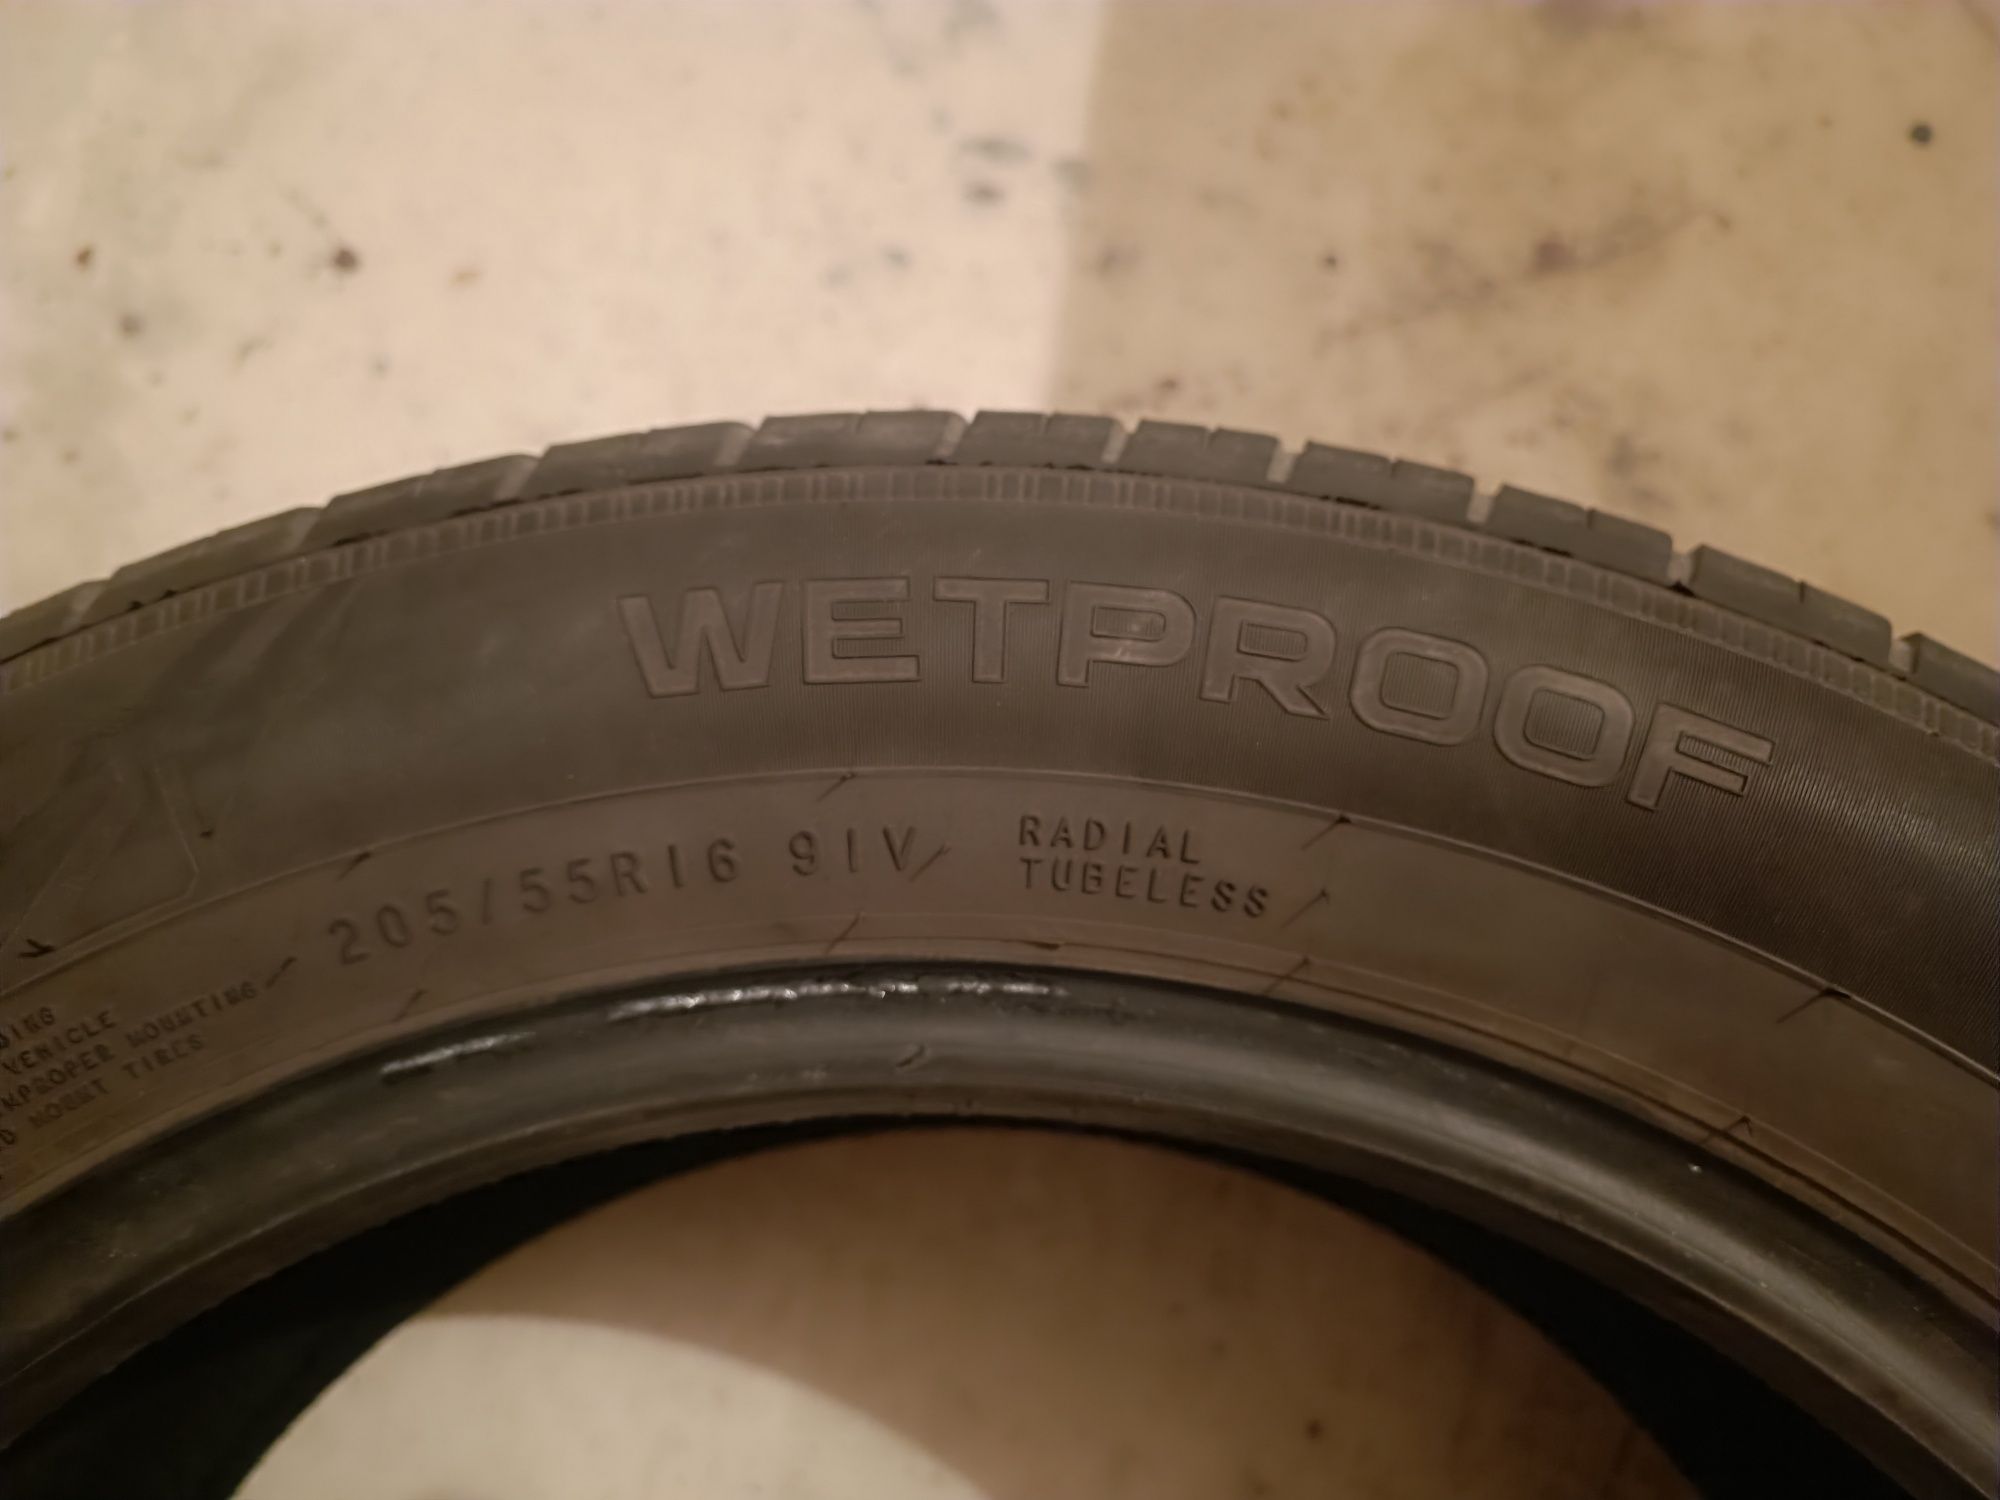 WETPROOF
205/55R16 91V
RADIAL
TUBELESS
VEHICLE
IMPROPER MOUNTING
MOUNT TIRES